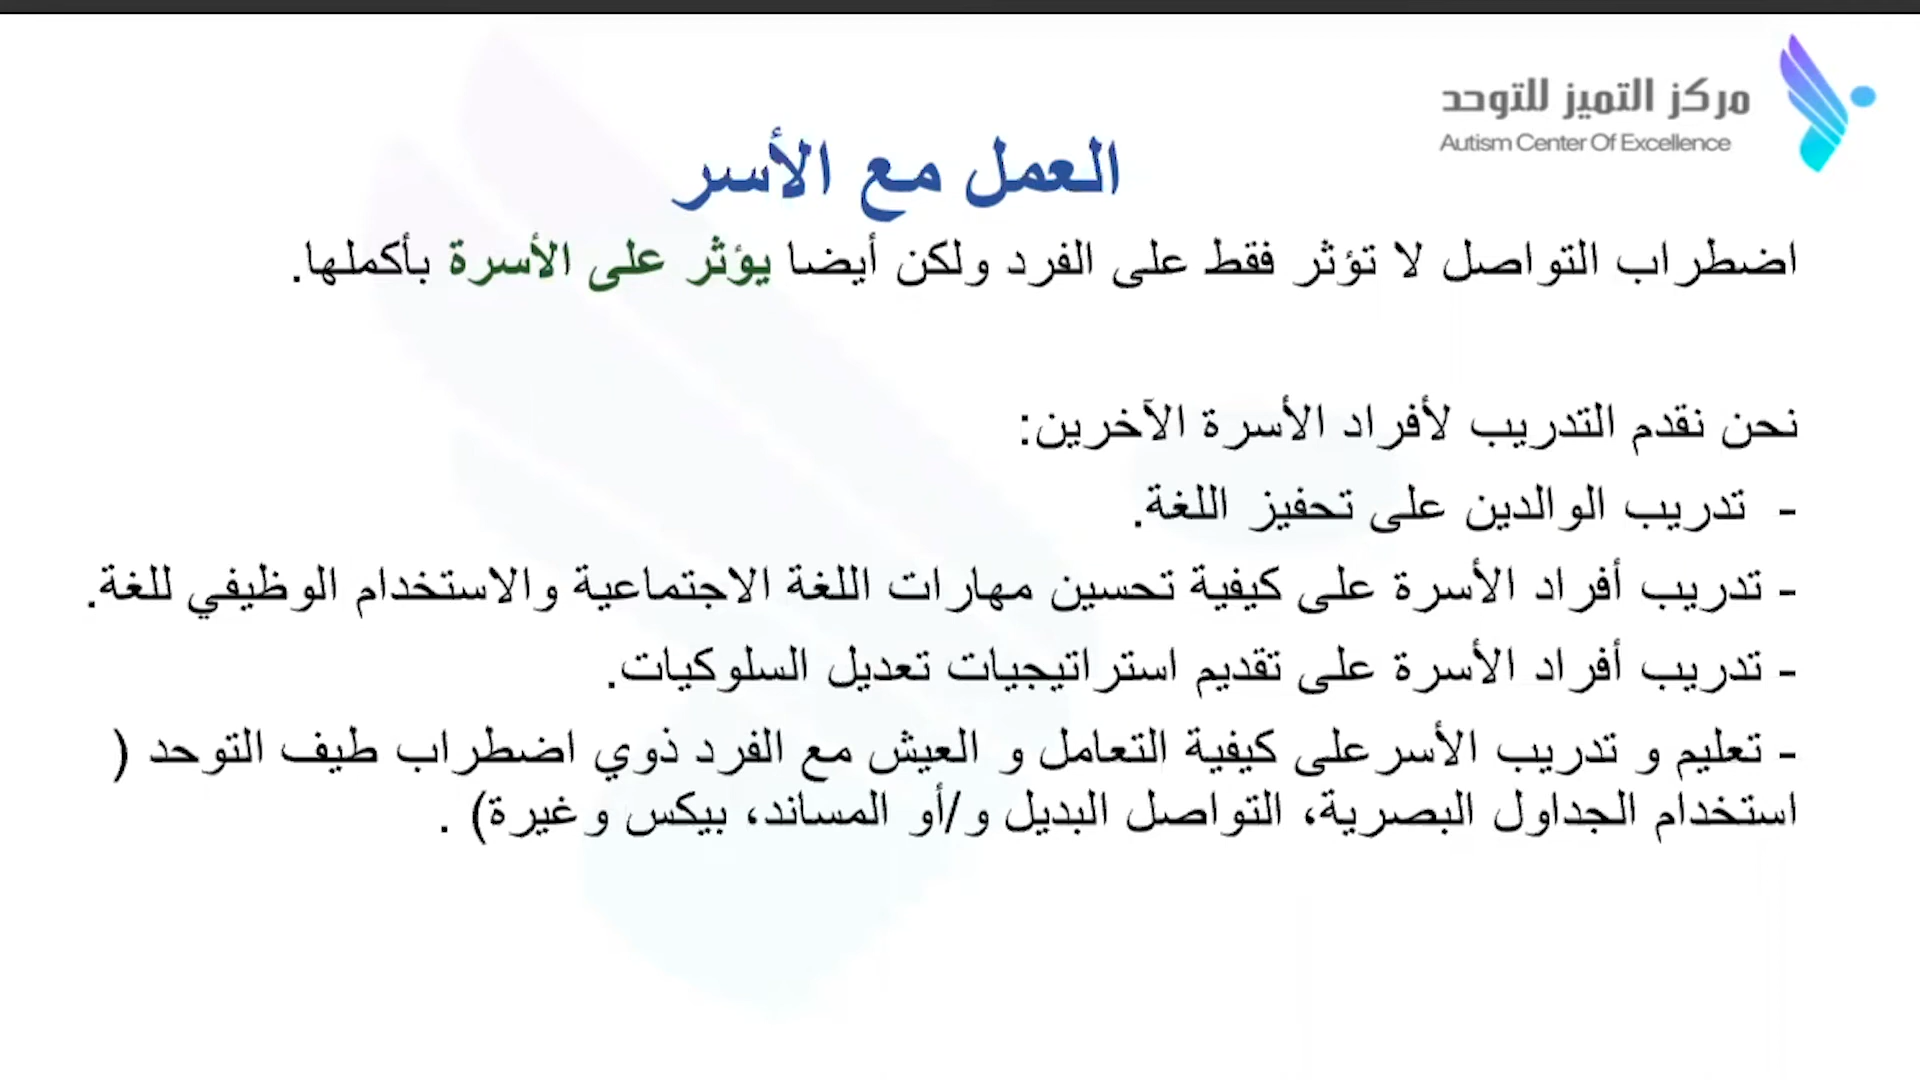 مركز التميز للتوحد
Autism Center Of Excellence
العمل مع الأسر
اضطراب التواصل لا تؤثر فقط على الفرد ولكن أيضا يؤثر على الأسرة بأكملها.
نحن نقدم التدريب لأفراد الأسرة الآخرين:
- تدريب الوالدين على تحفيز اللغة.
- تدريب أفراد الأسرة على كيفية تحسين مهارات اللغة الاجتماعية والاستخدام الوظيفي للغة.
- تدريب أفراد الأسرة على تقديم استراتيجيات تعديل السلوكيات.
- تعليم و تدريب الأسرعلى كيفية التعامل و العيش مع الفرد ذوي اضطراب طيف التوحد (
استخدام الجداول البصرية، التواصل البديل و/أو المساند، بيكس وغيرة) .